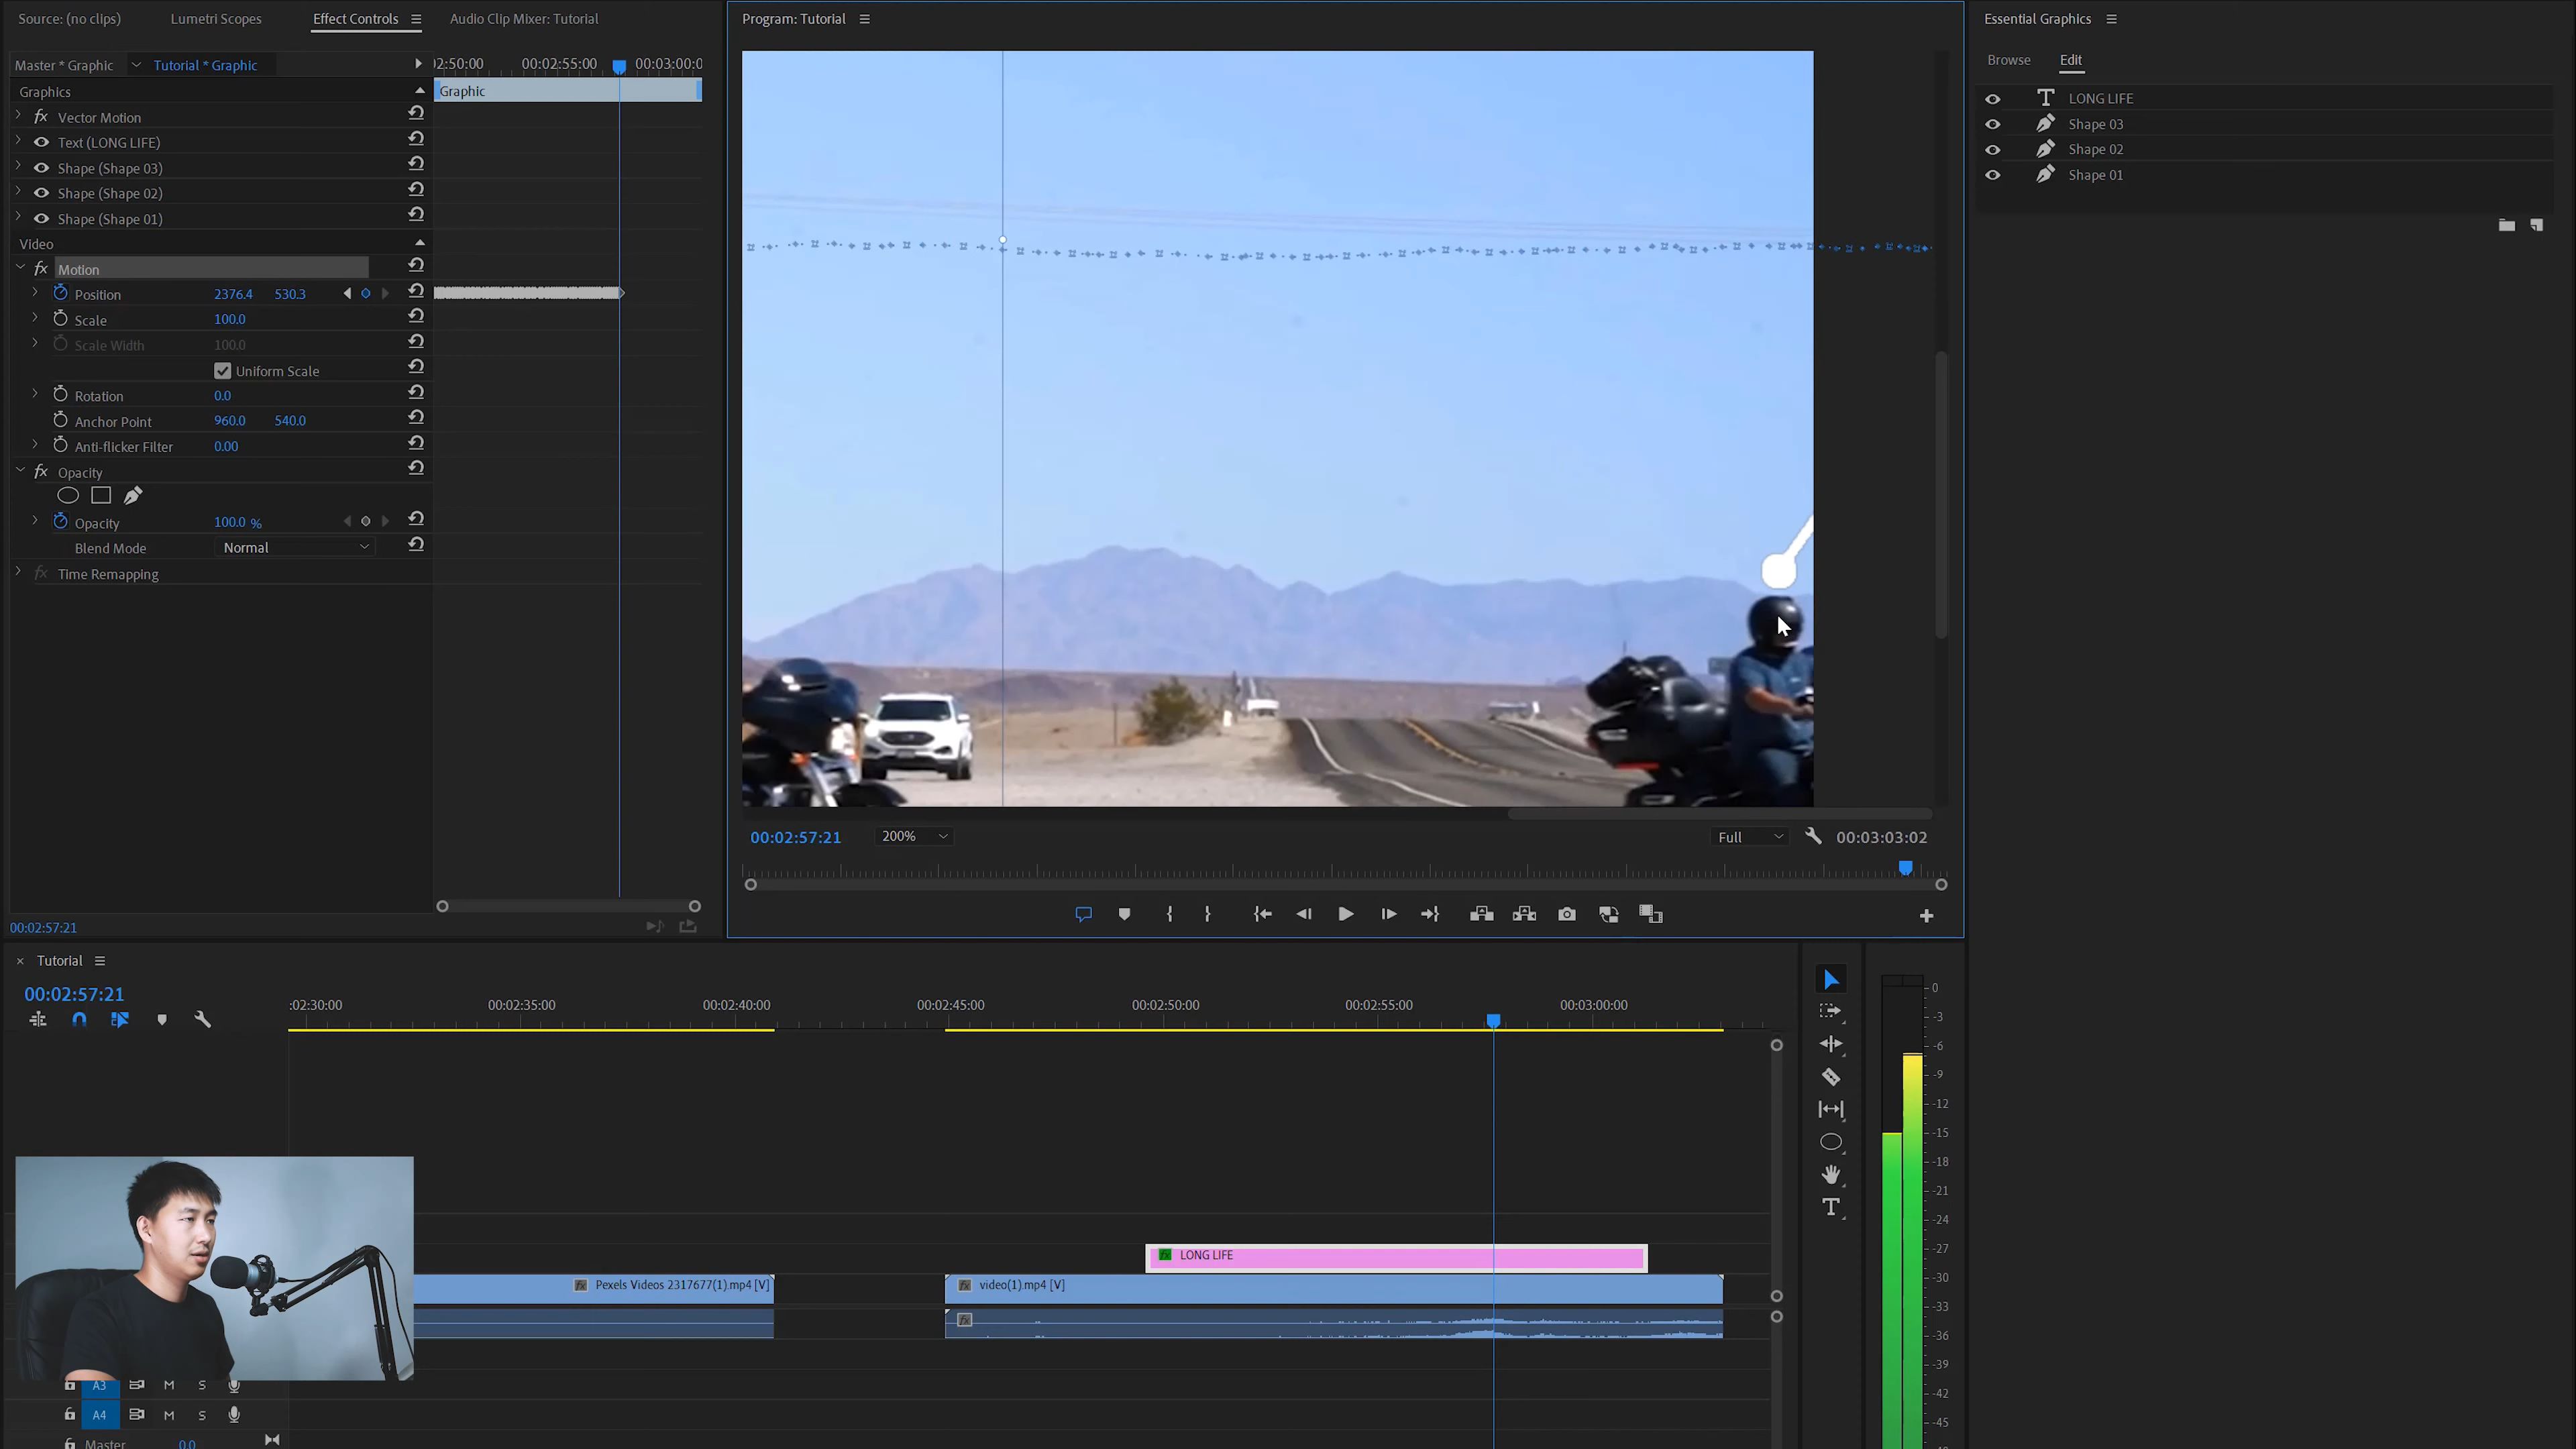 Source: (no clips)
Lumetri Scopes
Effect Controls
Audio Clip Mixer: Tutorial
Master * Graphic
Tutorial * Graphic
00:02:55:00
Graphics
Graphic
Vector Motion
Text (LONG LIFE)
Shape (Shape 03)
Shape (Shape 02)
Shape (Shape 01)
Video
fx Motion
Position 2376.4 530.3
Scale 100.0
Scale Width 100.0
Uniform Scale
Rotation 0.0
Anchor Point 960.0 540.0
Anti-flicker Filter 0.00
fx Opacity
Opacity 100.0 %
Blend Mode Normal
fx Time Remapping
00:02:57:21
Program: Tutorial
00:02:57:21 200% Full 00:03:03:02
Essential Graphics
Browse Edit
LONG LIFE
Shape 03
Shape 02
Shape 01
Tutorial
00:02:57:21
:02:30:00 00:02:35:00 00:02:40:00 00:02:45:00 00:02:50:00 00:02:55:00 00:03:00:00
fx LONG LIFE
fx Pexels Videos 2317677(1).mp4 [V]
fx video(1).mp4 [V]
fx
A3 M S
A4 M S
Master 0.0
0
-3
-6
-9
-12
-15
-18
-21
-24
-27
-30
-33
-36
-39
-42
-45